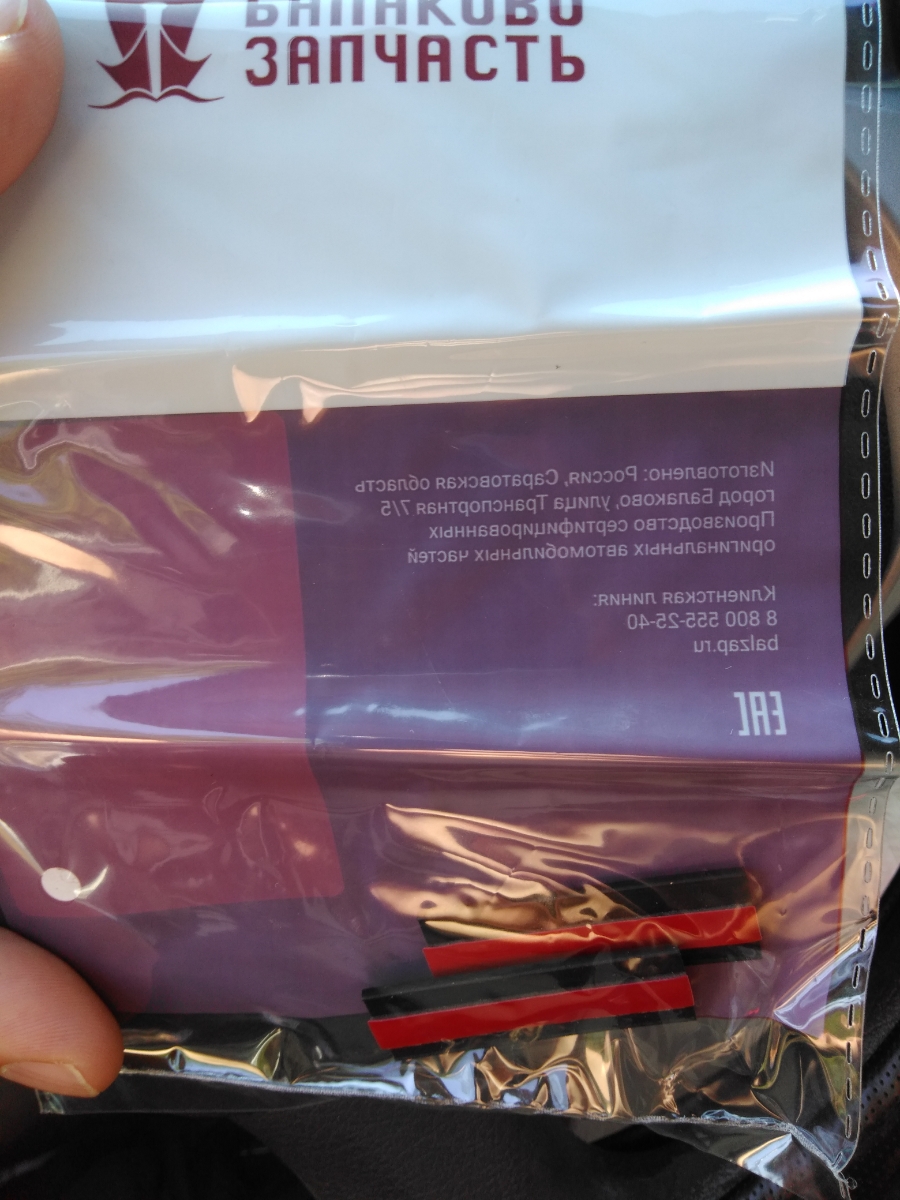 БАЛАКОВО
ЗАПЧАСТЬ
Изготовлено: Россия, Саратовская область
город Балаково, улица Транспортная 7/5
Производство сертифицированных
оригинальных автомобильных частей
Клиентская линия:
8 800 555-25-40
balzap.ru
EAC